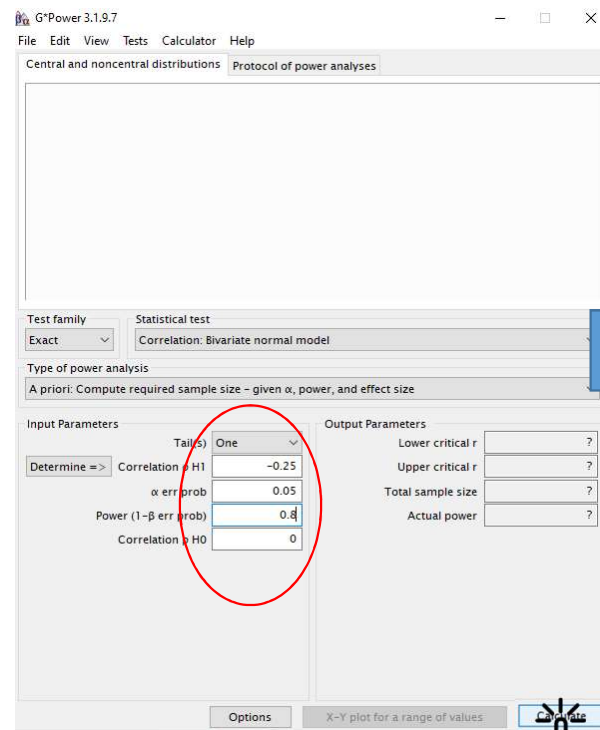 G*Power 3.1.9.7
File Edit View Tests Calculator Help
Central and noncentral distributions Protocol of power analyses
Test family Statistical test
Exact Correlation: Bivariate normal model
Type of power analysis
A priori: Compute required sample size – given α, power, and effect size
Input Parameters Output Parameters
Tail(s) One Lower critical r ?
Determine => Correlation ρ H1 -0.25 Upper critical r ?
α err prob 0.05 Total sample size ?
Power (1-β err prob) 0.8 Actual power ?
Correlation ρ H0 0
Options X-Y plot for a range of values Calculate